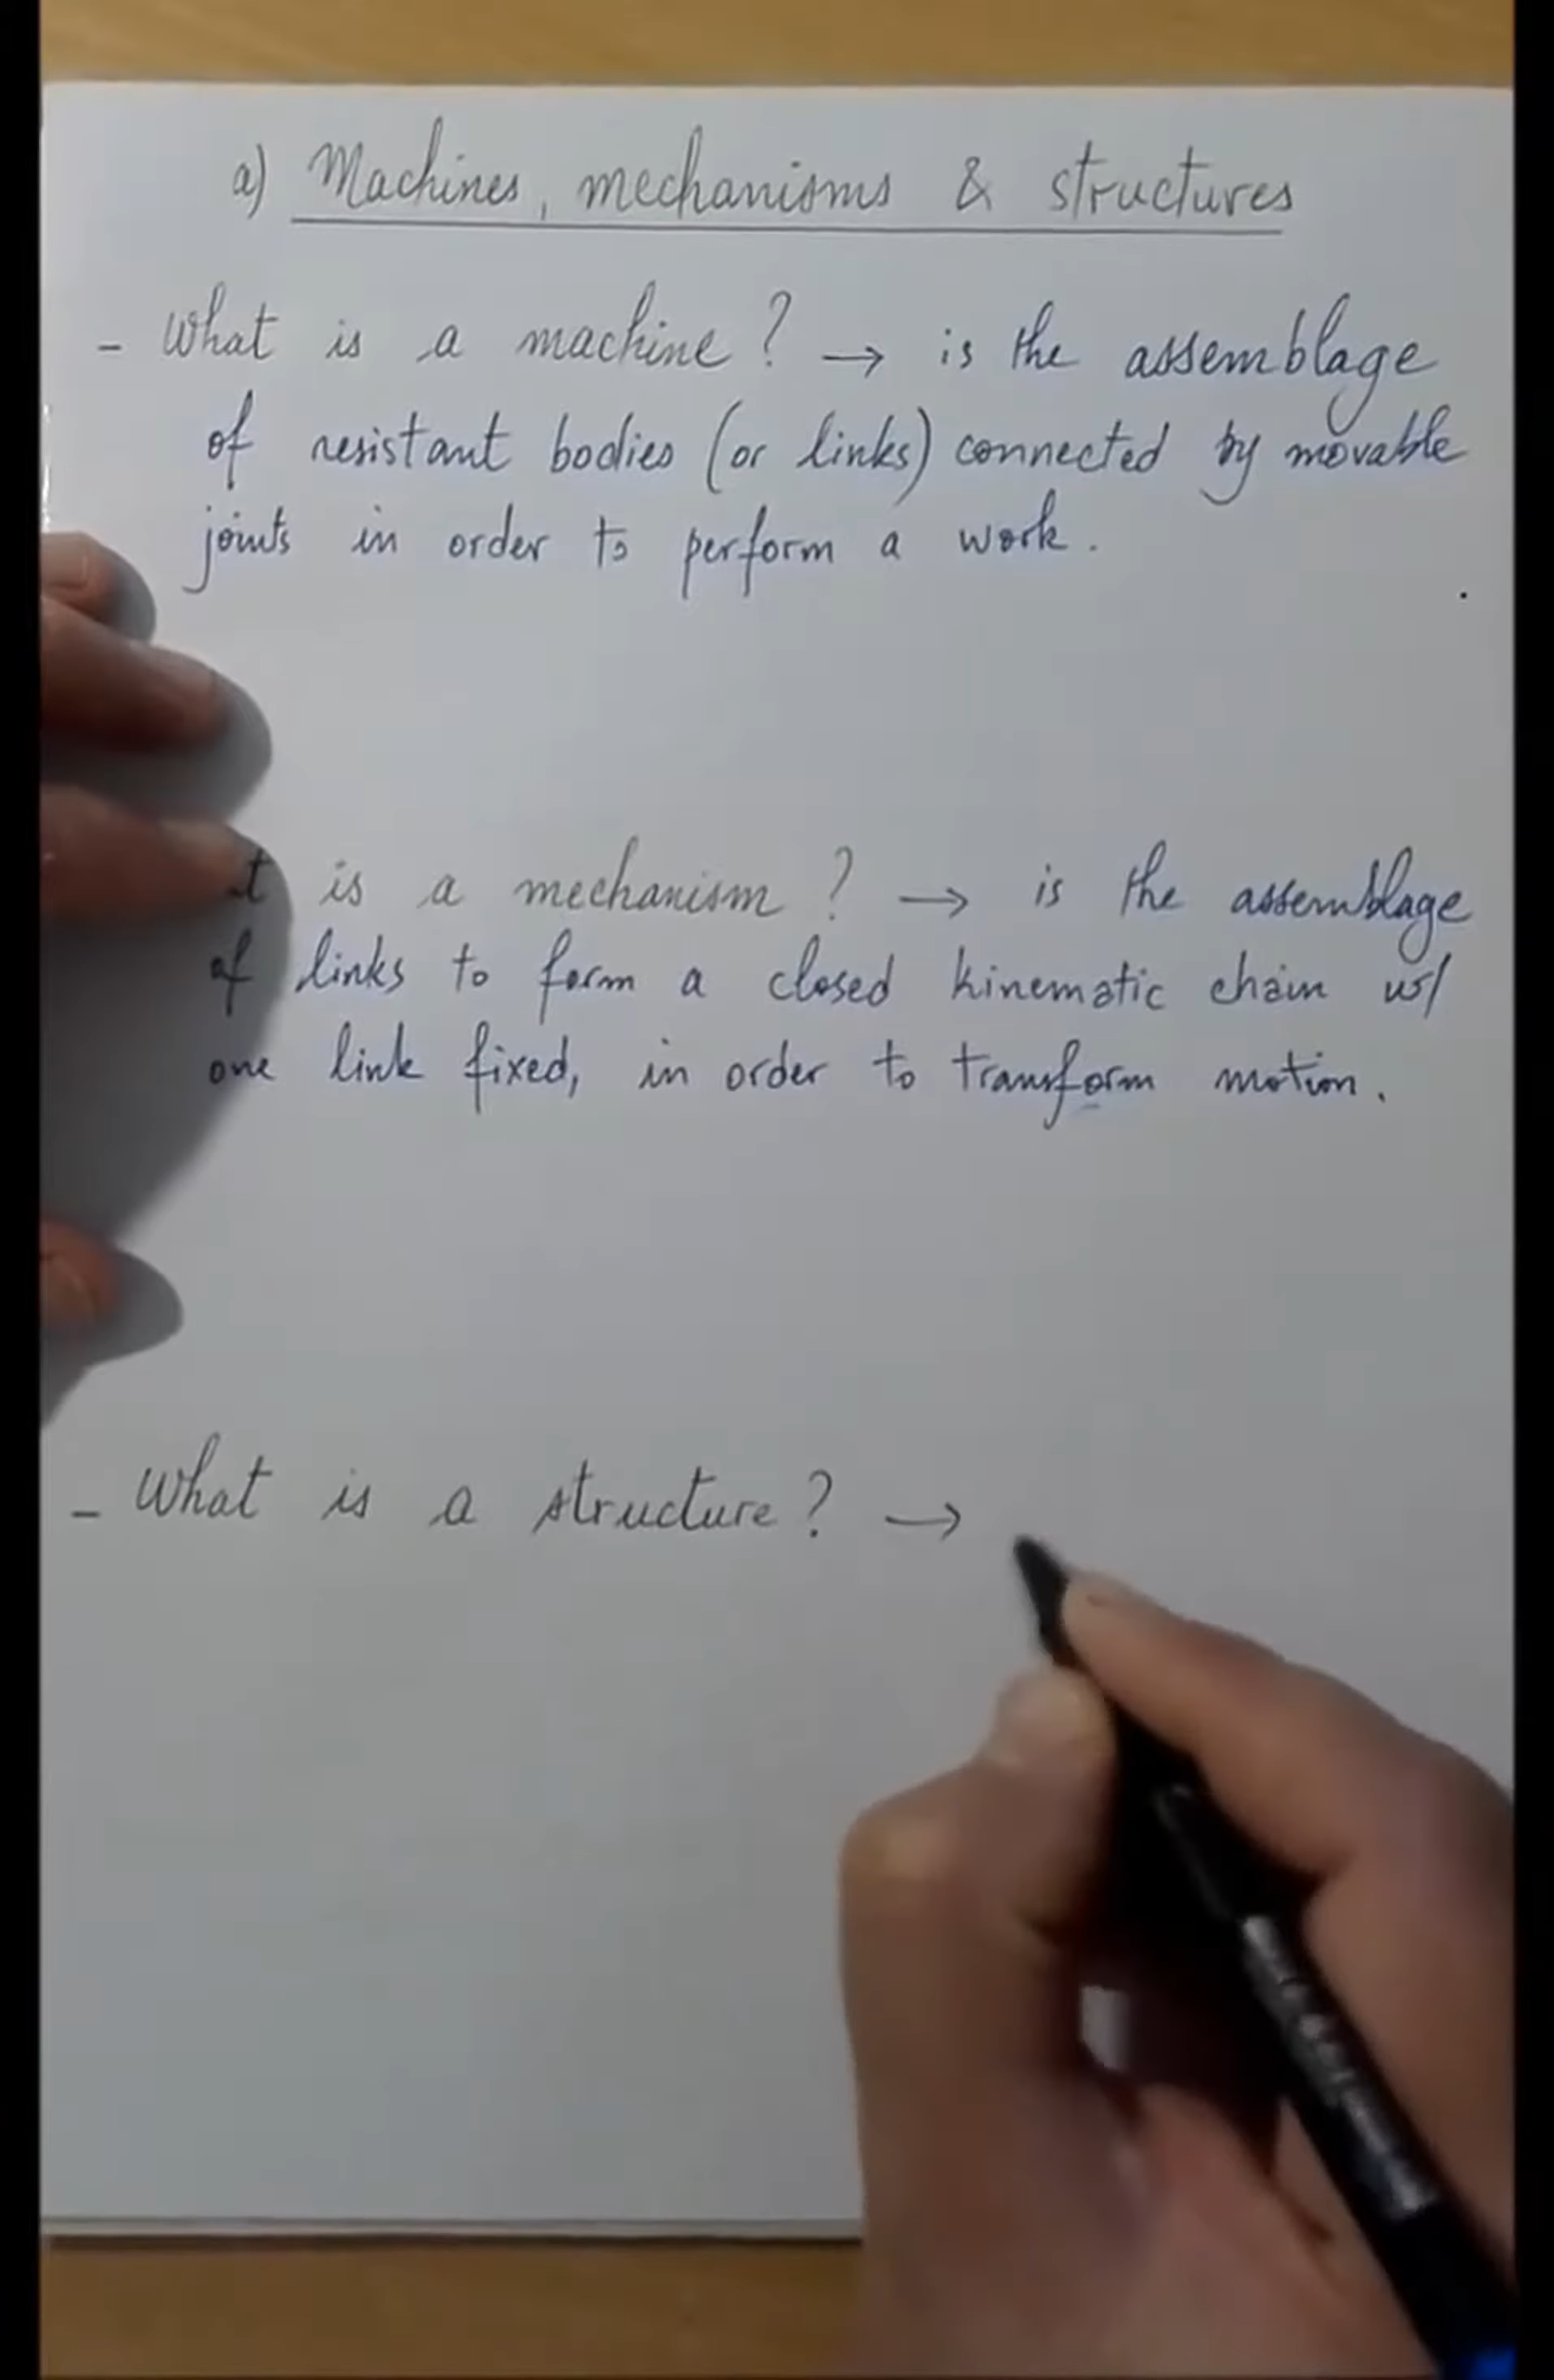 a) Machines, mechanisms & structures
- What is a machine? → is the assemblage
of resistant bodies (or links) connected by movable
joints in order to perform a work.
is a mechanism? → is the assemblage
of links to form a closed kinematic chain w/
one link fixed, in order to transform motion.
- What is a structure? →